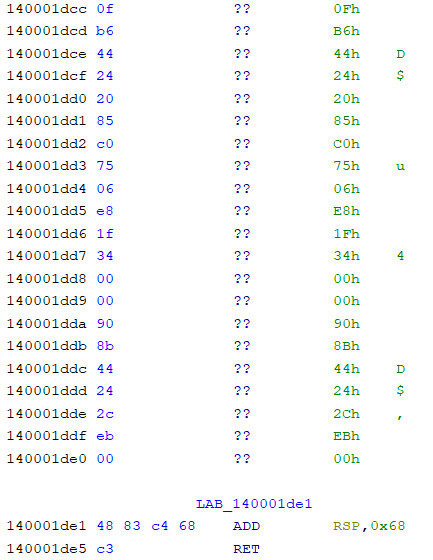 140001dcc 0f ?? 0Fh
140001dcd b6 ?? B6h
140001dce 44 ?? 44h D
140001dcf 24 ?? 24h $
140001dd0 20 ?? 20h
140001dd1 85 ?? 85h
140001dd2 c0 ?? C0h
140001dd3 75 ?? 75h u
140001dd4 06 ?? 06h
140001dd5 e8 ?? E8h
140001dd6 1f ?? 1Fh
140001dd7 34 ?? 34h 4
140001dd8 00 ?? 00h
140001dd9 00 ?? 00h
140001dda 90 ?? 90h
140001ddb 8b ?? 8Bh
140001ddc 44 ?? 44h D
140001ddd 24 ?? 24h $
140001dde 2c ?? 2Ch ,
140001ddf eb ?? EBh
140001de0 00 ?? 00h
LAB_140001de1
140001de1 48 83 c4 68 ADD RSP,0x68
140001de5 c3 RET